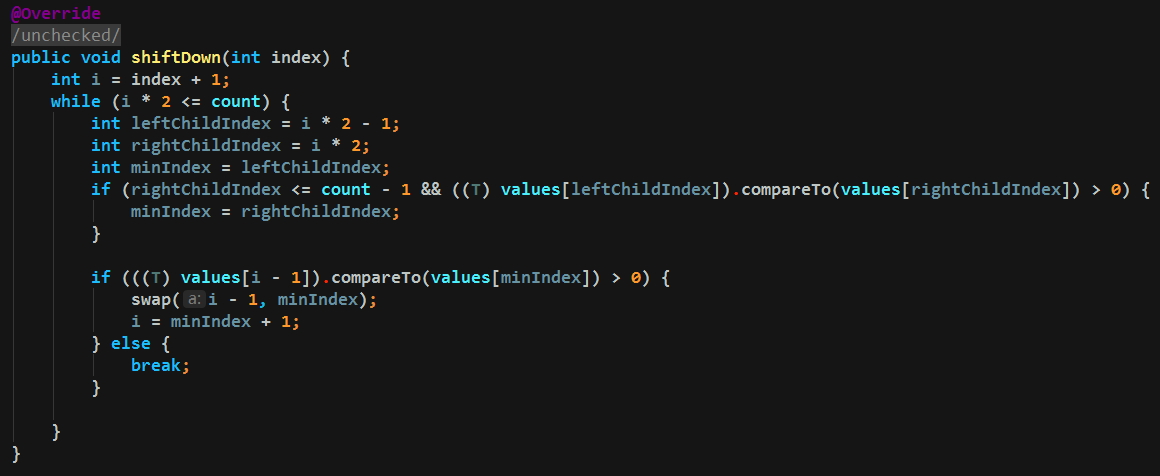 @Override
/unchecked/
public void shiftDown(int index) {
    int i = index + 1;
    while (i * 2 <= count) {
        int leftChildIndex = i * 2 - 1;
        int rightChildIndex = i * 2;
        int minIndex = leftChildIndex;
        if (rightChildIndex <= count - 1 && ((T) values[leftChildIndex]).compareTo(values[rightChildIndex]) > 0) {
            minIndex = rightChildIndex;
        }

        if (((T) values[i - 1]).compareTo(values[minIndex]) > 0) {
            swap( a: i - 1, minIndex);
            i = minIndex + 1;
        } else {
            break;
        }

    }
}